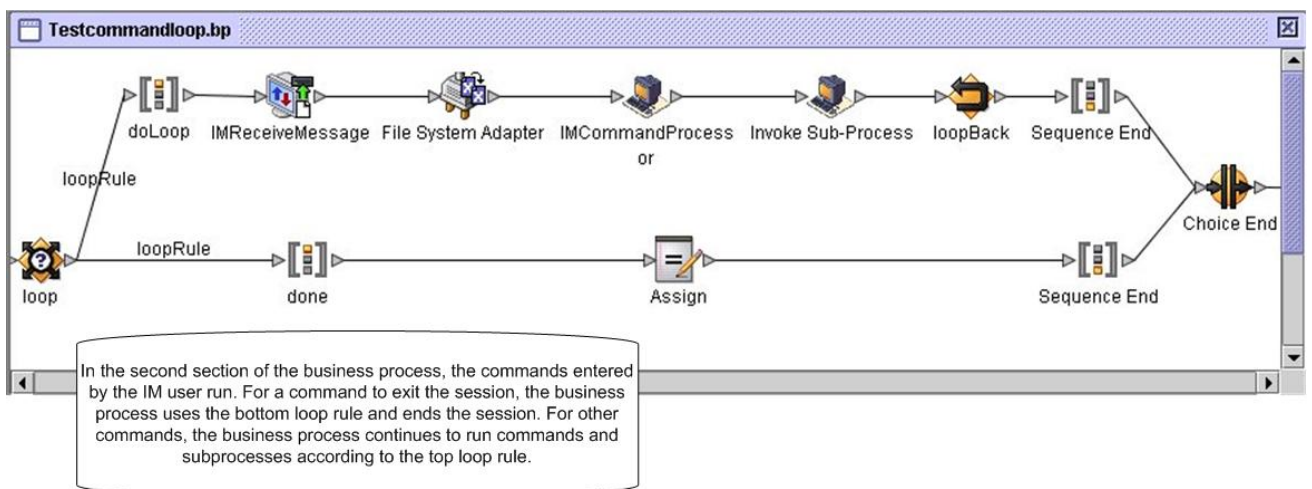 Testcommandloop.bp
doLoop
IMReceiveMessage
File System Adapter
IMCommandProcess
or
Invoke Sub-Process
loopBack
Sequence End
loopRule
Choice End
loopRule
loop
done
Assign
Sequence End
In the second section of the business process, the commands entered
by the IM user run. For a command to exit the session, the business
process uses the bottom loop rule and ends the session. For other
commands, the business process continues to run commands and
subprocesses according to the top loop rule.